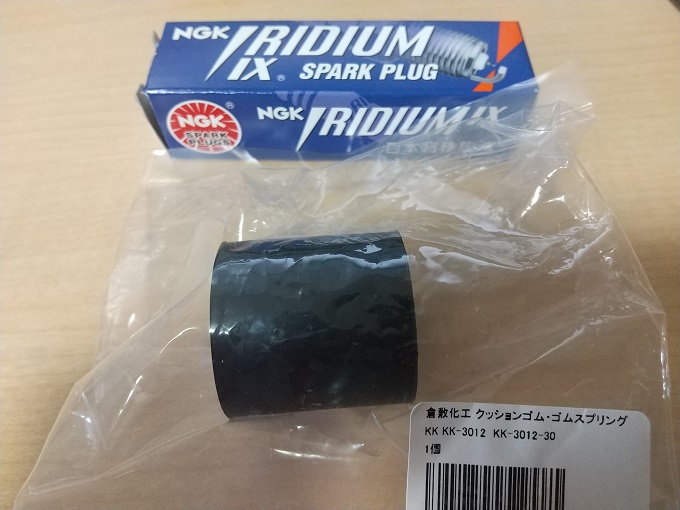 NGK IRIDIUM
IX® SPARK PLUG
NGK
SPARK
PLUGS
®
NGK IRIDIUM IX
倉敷化工 クッションゴム・ゴムスプリング
KK KK-3012 KK-3012-30
1個